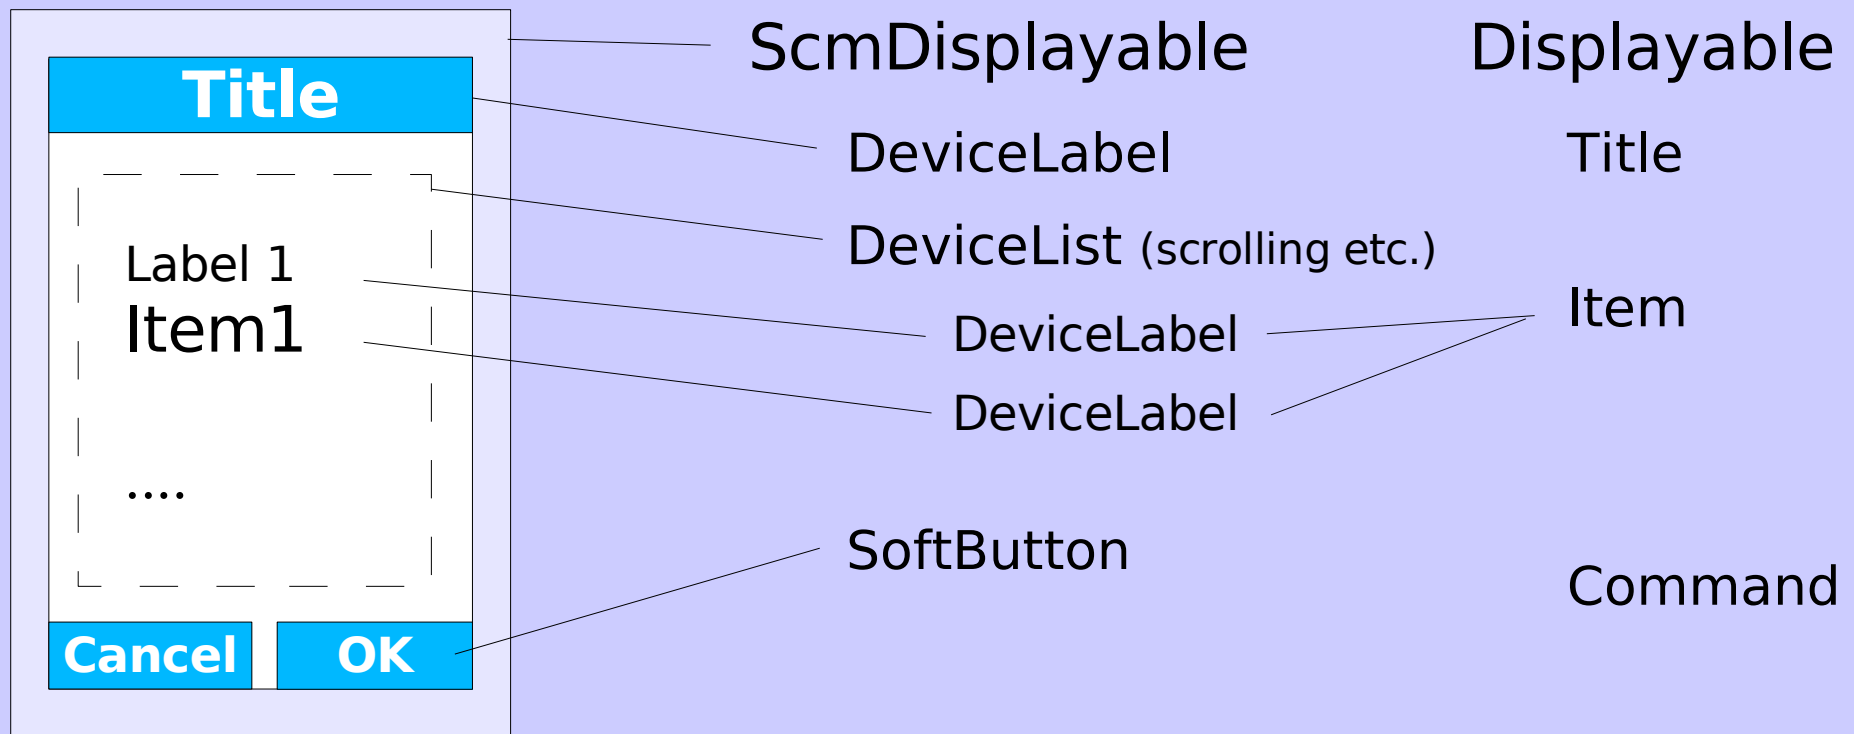 Title
Label 1
Item1
....
Cancel
OK
ScmDisplayable
DeviceLabel
DeviceList (scrolling etc.)
DeviceLabel
DeviceLabel
SoftButton
Displayable
Title
Item
Command